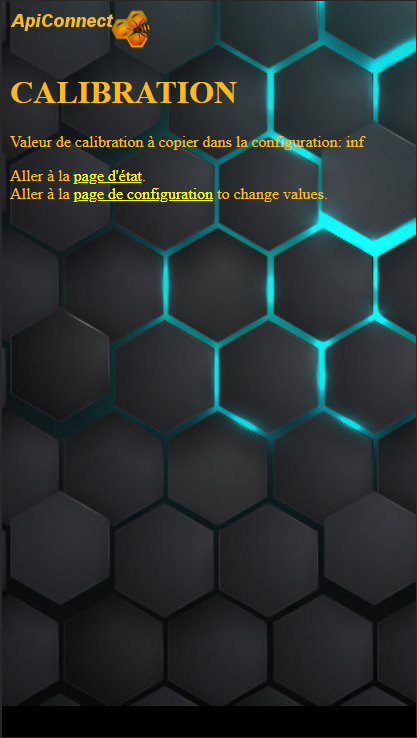 ApiConnect
CALIBRATION
Valeur de calibration à copier dans la configuration: inf
Aller à la page d'état.
Aller à la page de configuration to change values.